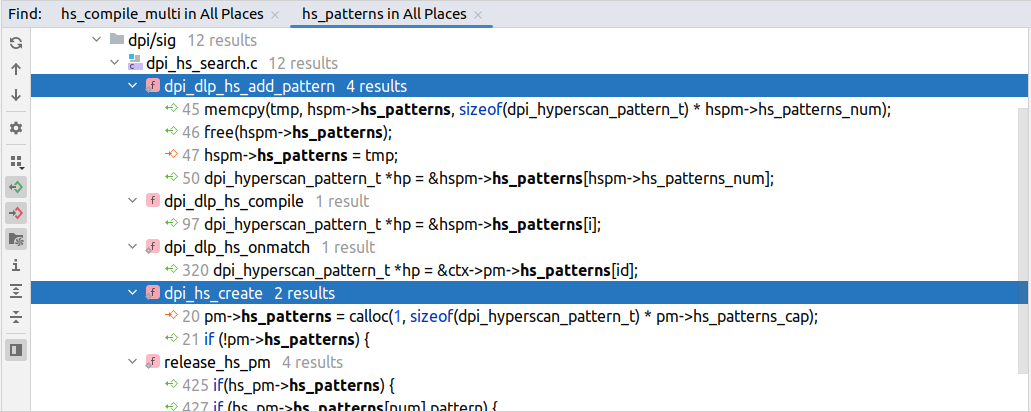 Find: hs_compile_multi in All Places × hs_patterns in All Places ×
dpi/sig 12 results
dpi_hs_search.c 12 results
dpi_dlp_hs_add_pattern 4 results
45 memcpy(tmp, hspm->hs_patterns, sizeof(dpi_hyperscan_pattern_t) * hspm->hs_patterns_num);
46 free(hspm->hs_patterns);
47 hspm->hs_patterns = tmp;
50 dpi_hyperscan_pattern_t *hp = &hspm->hs_patterns[hspm->hs_patterns_num];
dpi_dlp_hs_compile 1 result
97 dpi_hyperscan_pattern_t *hp = &hspm->hs_patterns[i];
dpi_dlp_hs_onmatch 1 result
320 dpi_hyperscan_pattern_t *hp = &ctx->pm->hs_patterns[id];
dpi_hs_create 2 results
20 pm->hs_patterns = calloc(1, sizeof(dpi_hyperscan_pattern_t) * pm->hs_patterns_cap);
21 if (!pm->hs_patterns) {
release_hs_pm 4 results
425 if(hs_pm->hs_patterns) {
427 if (hs_pm->hs_patterns[num].pattern) {